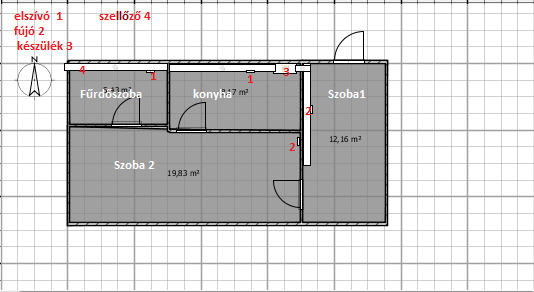 elszívó 1 szellőző 4
fújó 2
készülék 3
N
4
1
1
3
Fűrdőszoba
konyha
Szoba1
2
12,16 m²
2
Szoba 2
19,83 m²